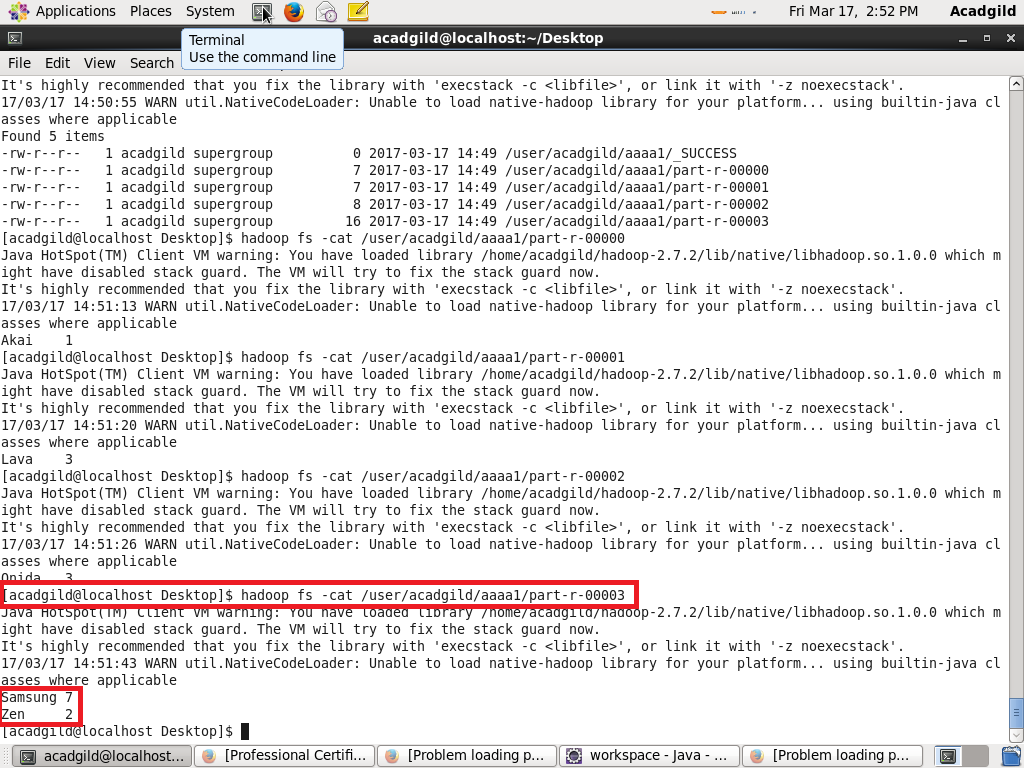 Applications Places System Fri Mar 17, 2:52 PM Acadgild
Terminal
Use the command line
acadgild@localhost:~/Desktop
File Edit View Search
It's highly recommended that you fix the library with 'execstack -c <libfile>', or link it with '-z noexecstack'.
17/03/17 14:50:55 WARN util.NativeCodeLoader: Unable to load native-hadoop library for your platform... using builtin-java cl
asses where applicable
Found 5 items
-rw-r--r--   1 acadgild supergroup          0 2017-03-17 14:49 /user/acadgild/aaaa1/_SUCCESS
-rw-r--r--   1 acadgild supergroup          7 2017-03-17 14:49 /user/acadgild/aaaa1/part-r-00000
-rw-r--r--   1 acadgild supergroup          7 2017-03-17 14:49 /user/acadgild/aaaa1/part-r-00001
-rw-r--r--   1 acadgild supergroup          8 2017-03-17 14:49 /user/acadgild/aaaa1/part-r-00002
-rw-r--r--   1 acadgild supergroup         16 2017-03-17 14:49 /user/acadgild/aaaa1/part-r-00003
[acadgild@localhost Desktop]$ hadoop fs -cat /user/acadgild/aaaa1/part-r-00000
Java HotSpot(TM) Client VM warning: You have loaded library /home/acadgild/hadoop-2.7.2/lib/native/libhadoop.so.1.0.0 which m
ight have disabled stack guard. The VM will try to fix the stack guard now.
It's highly recommended that you fix the library with 'execstack -c <libfile>', or link it with '-z noexecstack'.
17/03/17 14:51:13 WARN util.NativeCodeLoader: Unable to load native-hadoop library for your platform... using builtin-java cl
asses where applicable
Akai    1
[acadgild@localhost Desktop]$ hadoop fs -cat /user/acadgild/aaaa1/part-r-00001
Java HotSpot(TM) Client VM warning: You have loaded library /home/acadgild/hadoop-2.7.2/lib/native/libhadoop.so.1.0.0 which m
ight have disabled stack guard. The VM will try to fix the stack guard now.
It's highly recommended that you fix the library with 'execstack -c <libfile>', or link it with '-z noexecstack'.
17/03/17 14:51:20 WARN util.NativeCodeLoader: Unable to load native-hadoop library for your platform... using builtin-java cl
asses where applicable
Lava    3
[acadgild@localhost Desktop]$ hadoop fs -cat /user/acadgild/aaaa1/part-r-00002
Java HotSpot(TM) Client VM warning: You have loaded library /home/acadgild/hadoop-2.7.2/lib/native/libhadoop.so.1.0.0 which m
ight have disabled stack guard. The VM will try to fix the stack guard now.
It's highly recommended that you fix the library with 'execstack -c <libfile>', or link it with '-z noexecstack'.
17/03/17 14:51:26 WARN util.NativeCodeLoader: Unable to load native-hadoop library for your platform... using builtin-java cl
asses where applicable
Onida   3
[acadgild@localhost Desktop]$ hadoop fs -cat /user/acadgild/aaaa1/part-r-00003
Java HotSpot(TM) Client VM warning: You have loaded library /home/acadgild/hadoop-2.7.2/lib/native/libhadoop.so.1.0.0 which m
ight have disabled stack guard. The VM will try to fix the stack guard now.
It's highly recommended that you fix the library with 'execstack -c <libfile>', or link it with '-z noexecstack'.
17/03/17 14:51:43 WARN util.NativeCodeLoader: Unable to load native-hadoop library for your platform... using builtin-java cl
asses where applicable
Samsung 7
Zen     2
[acadgild@localhost Desktop]$
acadgild@localhost:... [Professional Certifi... [Problem loading p... workspace - Java - ... [Problem loading p...